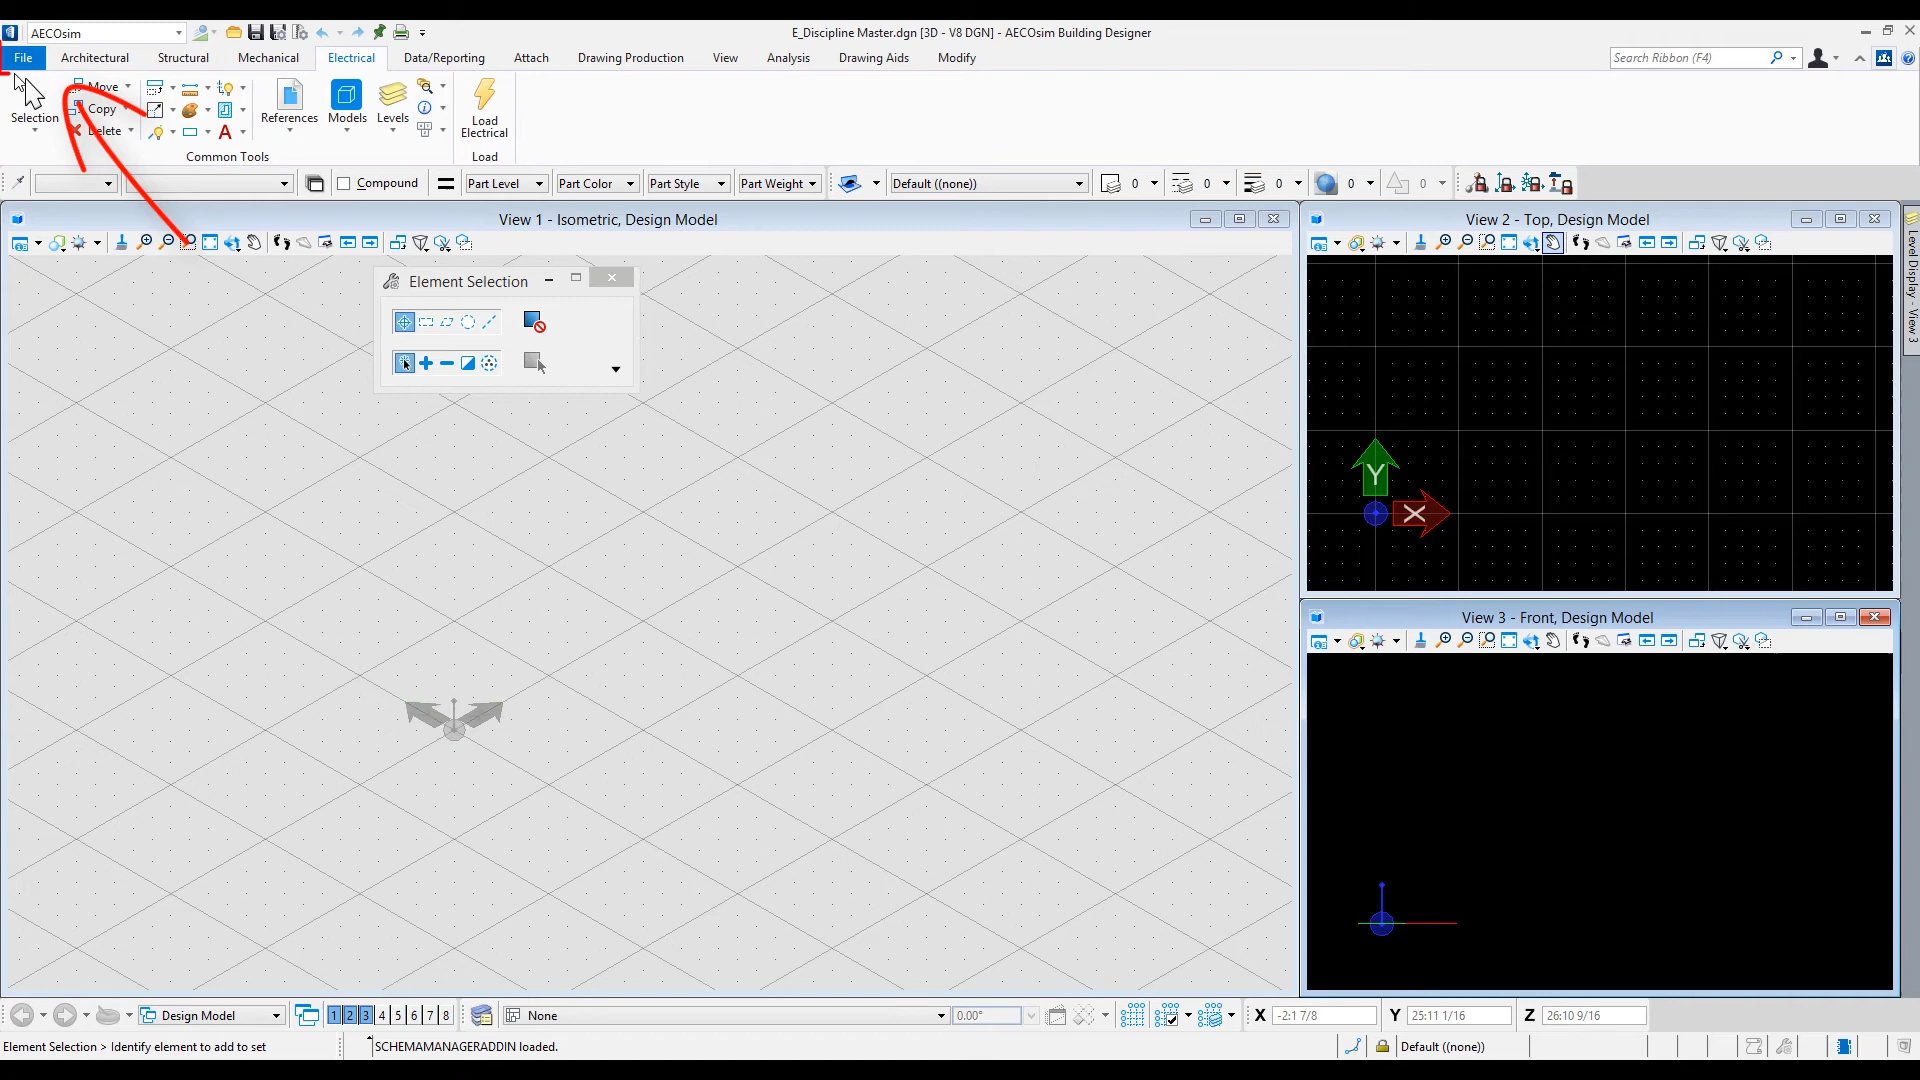 AECOsim
E_Discipline Master.dgn [3D - V8 DGN] - AECOsim Building Designer
File Architectural Structural Mechanical Electrical Data/Reporting Attach Drawing Production View Analysis Drawing Aids Modify Search Ribbon (F4)
Selection
Move
Copy
Delete
References
Models
Levels
Load
Electrical
Common Tools
Load
Compound
Part Level
Part Color
Part Style
Part Weight
Default ((none))
0 0 0 0 0
View 1 - Isometric, Design Model
Element Selection
View 2 - Top, Design Model
Y
X
Level Display - View 3
View 3 - Front, Design Model
Design Model
1 2 3 4 5 6 7 8
None
0.00°
X -2:1 7/8
Y 25:11 1/16
Z 26:10 9/16
Element Selection > Identify element to add to set
SCHEMAMANAGERADDIN loaded.
Default ((none))